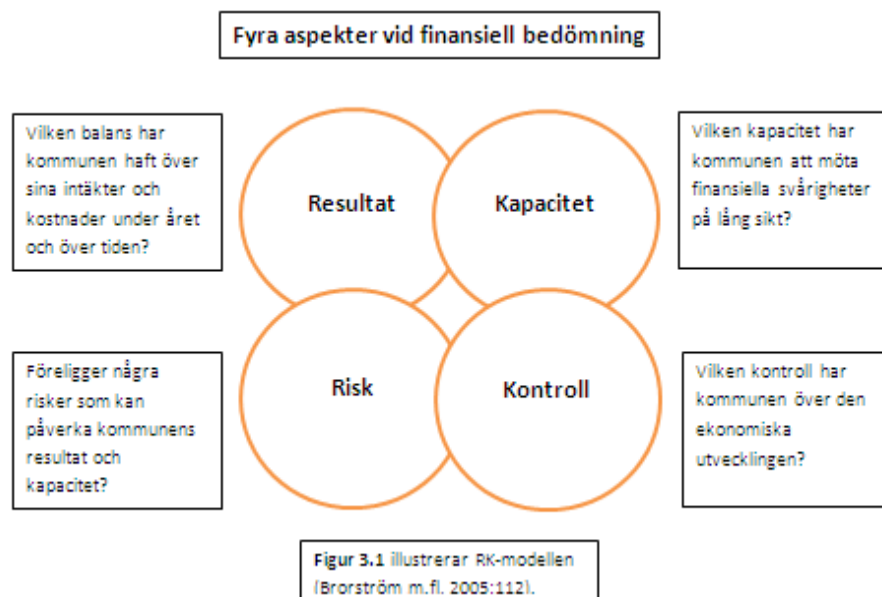 Fyra aspekter vid finansiell bedömning
Vilken balans har
kommunen haft över
sina intäkter och
kostnader under året
och över tiden?
Resultat
Kapacitet
Vilken kapacitet har
kommunen att möta
finansiella svårigheter
på lång sikt?
Föreligger några
risker som kan
påverka kommunens
resultat och
kapacitet?
Risk
Kontroll
Vilken kontroll har
kommunen över den
ekonomiska
utvecklingen?
Figur 3.1 illustrerar RK-modellen
(Brorström m.fl. 2005:112).